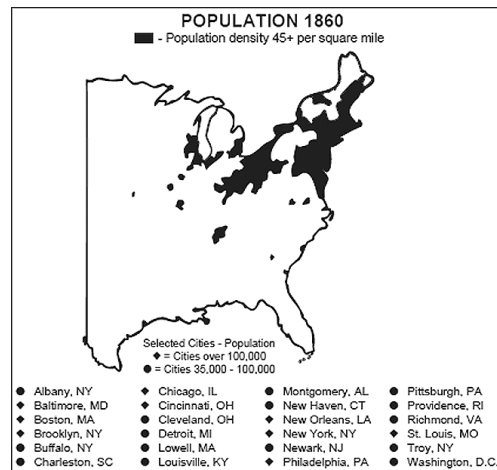 POPULATION 1860
- Population density 45+ per square mile
Selected Cities - Population
◆ = Cities over 100,000
● = Cities 35,000 - 100,000
● Albany, NY
◆ Baltimore, MD
◆ Boston, MA
◆ Brooklyn, NY
● Buffalo, NY
● Charleston, SC
◆ Chicago, IL
◆ Cincinnati, OH
● Cleveland, OH
● Detroit, MI
● Lowell, MA
● Louisville, KY
● Montgomery, AL
● New Haven, CT
◆ New Orleans, LA
◆ New York, NY
● Newark, NJ
◆ Philadelphia, PA
● Pittsburgh, PA
● Providence, RI
● Richmond, VA
◆ St. Louis, MO
● Troy, NY
● Washington, D.C.